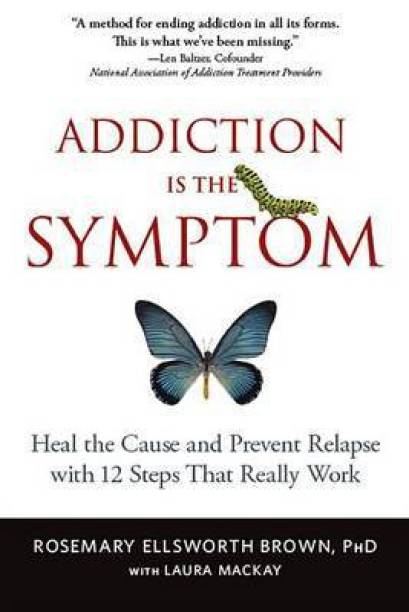 “A method for ending addiction in all its forms.
This is what we’ve been missing.”
—Len Baltzer, Cofounder
National Association of Addiction Treatment Providers
ADDICTION
IS THE
SYMPTOM
Heal the Cause and Prevent Relapse
with 12 Steps That Really Work
ROSEMARY ELLSWORTH BROWN, PHD
WITH LAURA MACKAY